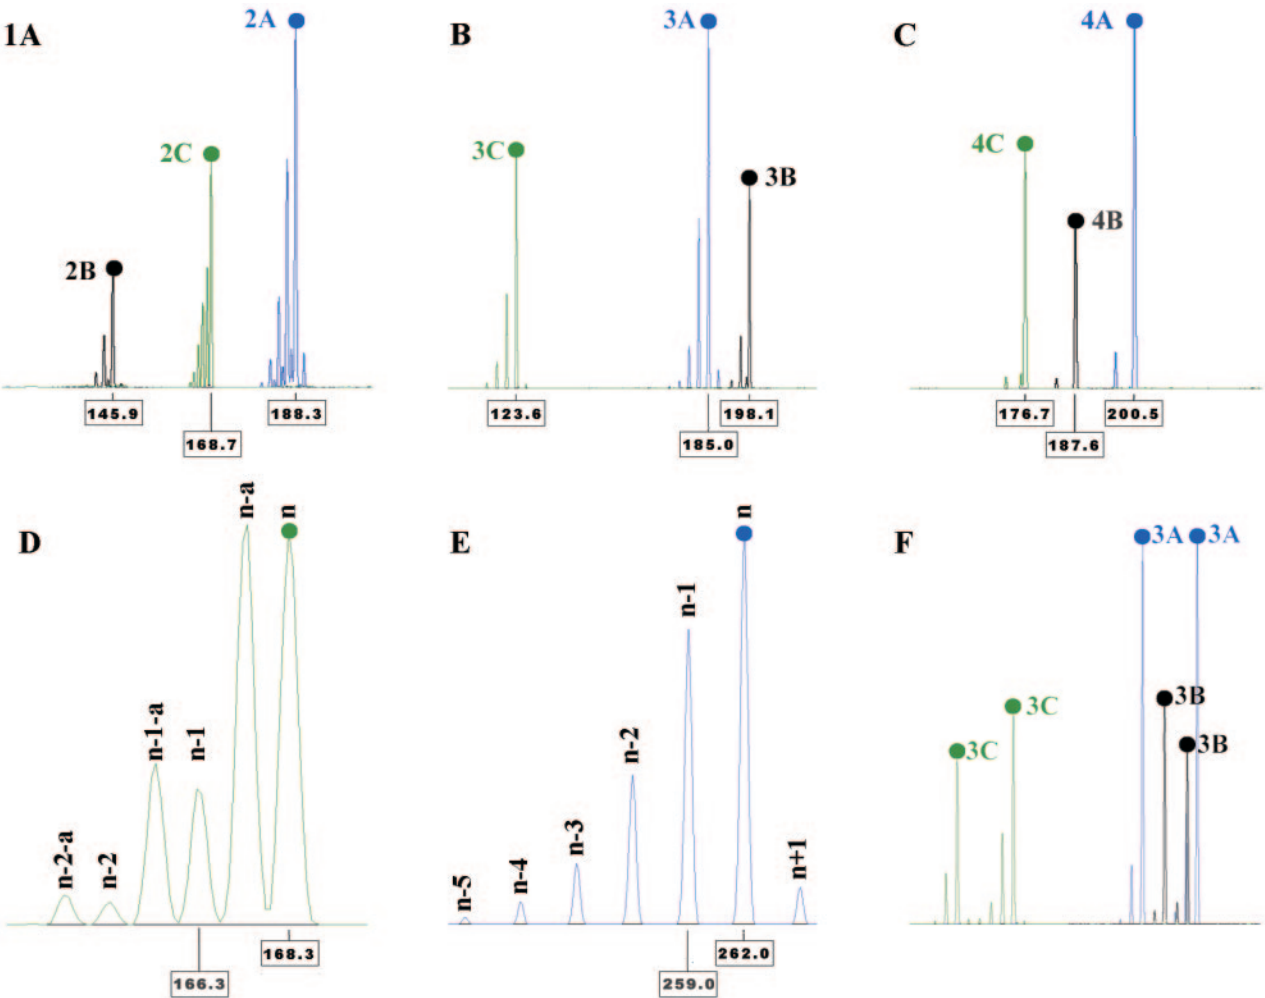 1A
2A
2C
2B
145.9
168.7
188.3
B
3A
3C
3B
123.6
185.0
198.1
C
4A
4C
4B
176.7
187.6
200.5
D
n-2-a
n-2
n-1-a
n-1
n-a
n
166.3
168.3
E
n-5
n-4
n-3
n-2
n-1
n
n+1
259.0
262.0
F
3A
3A
3B
3C
3B
3C